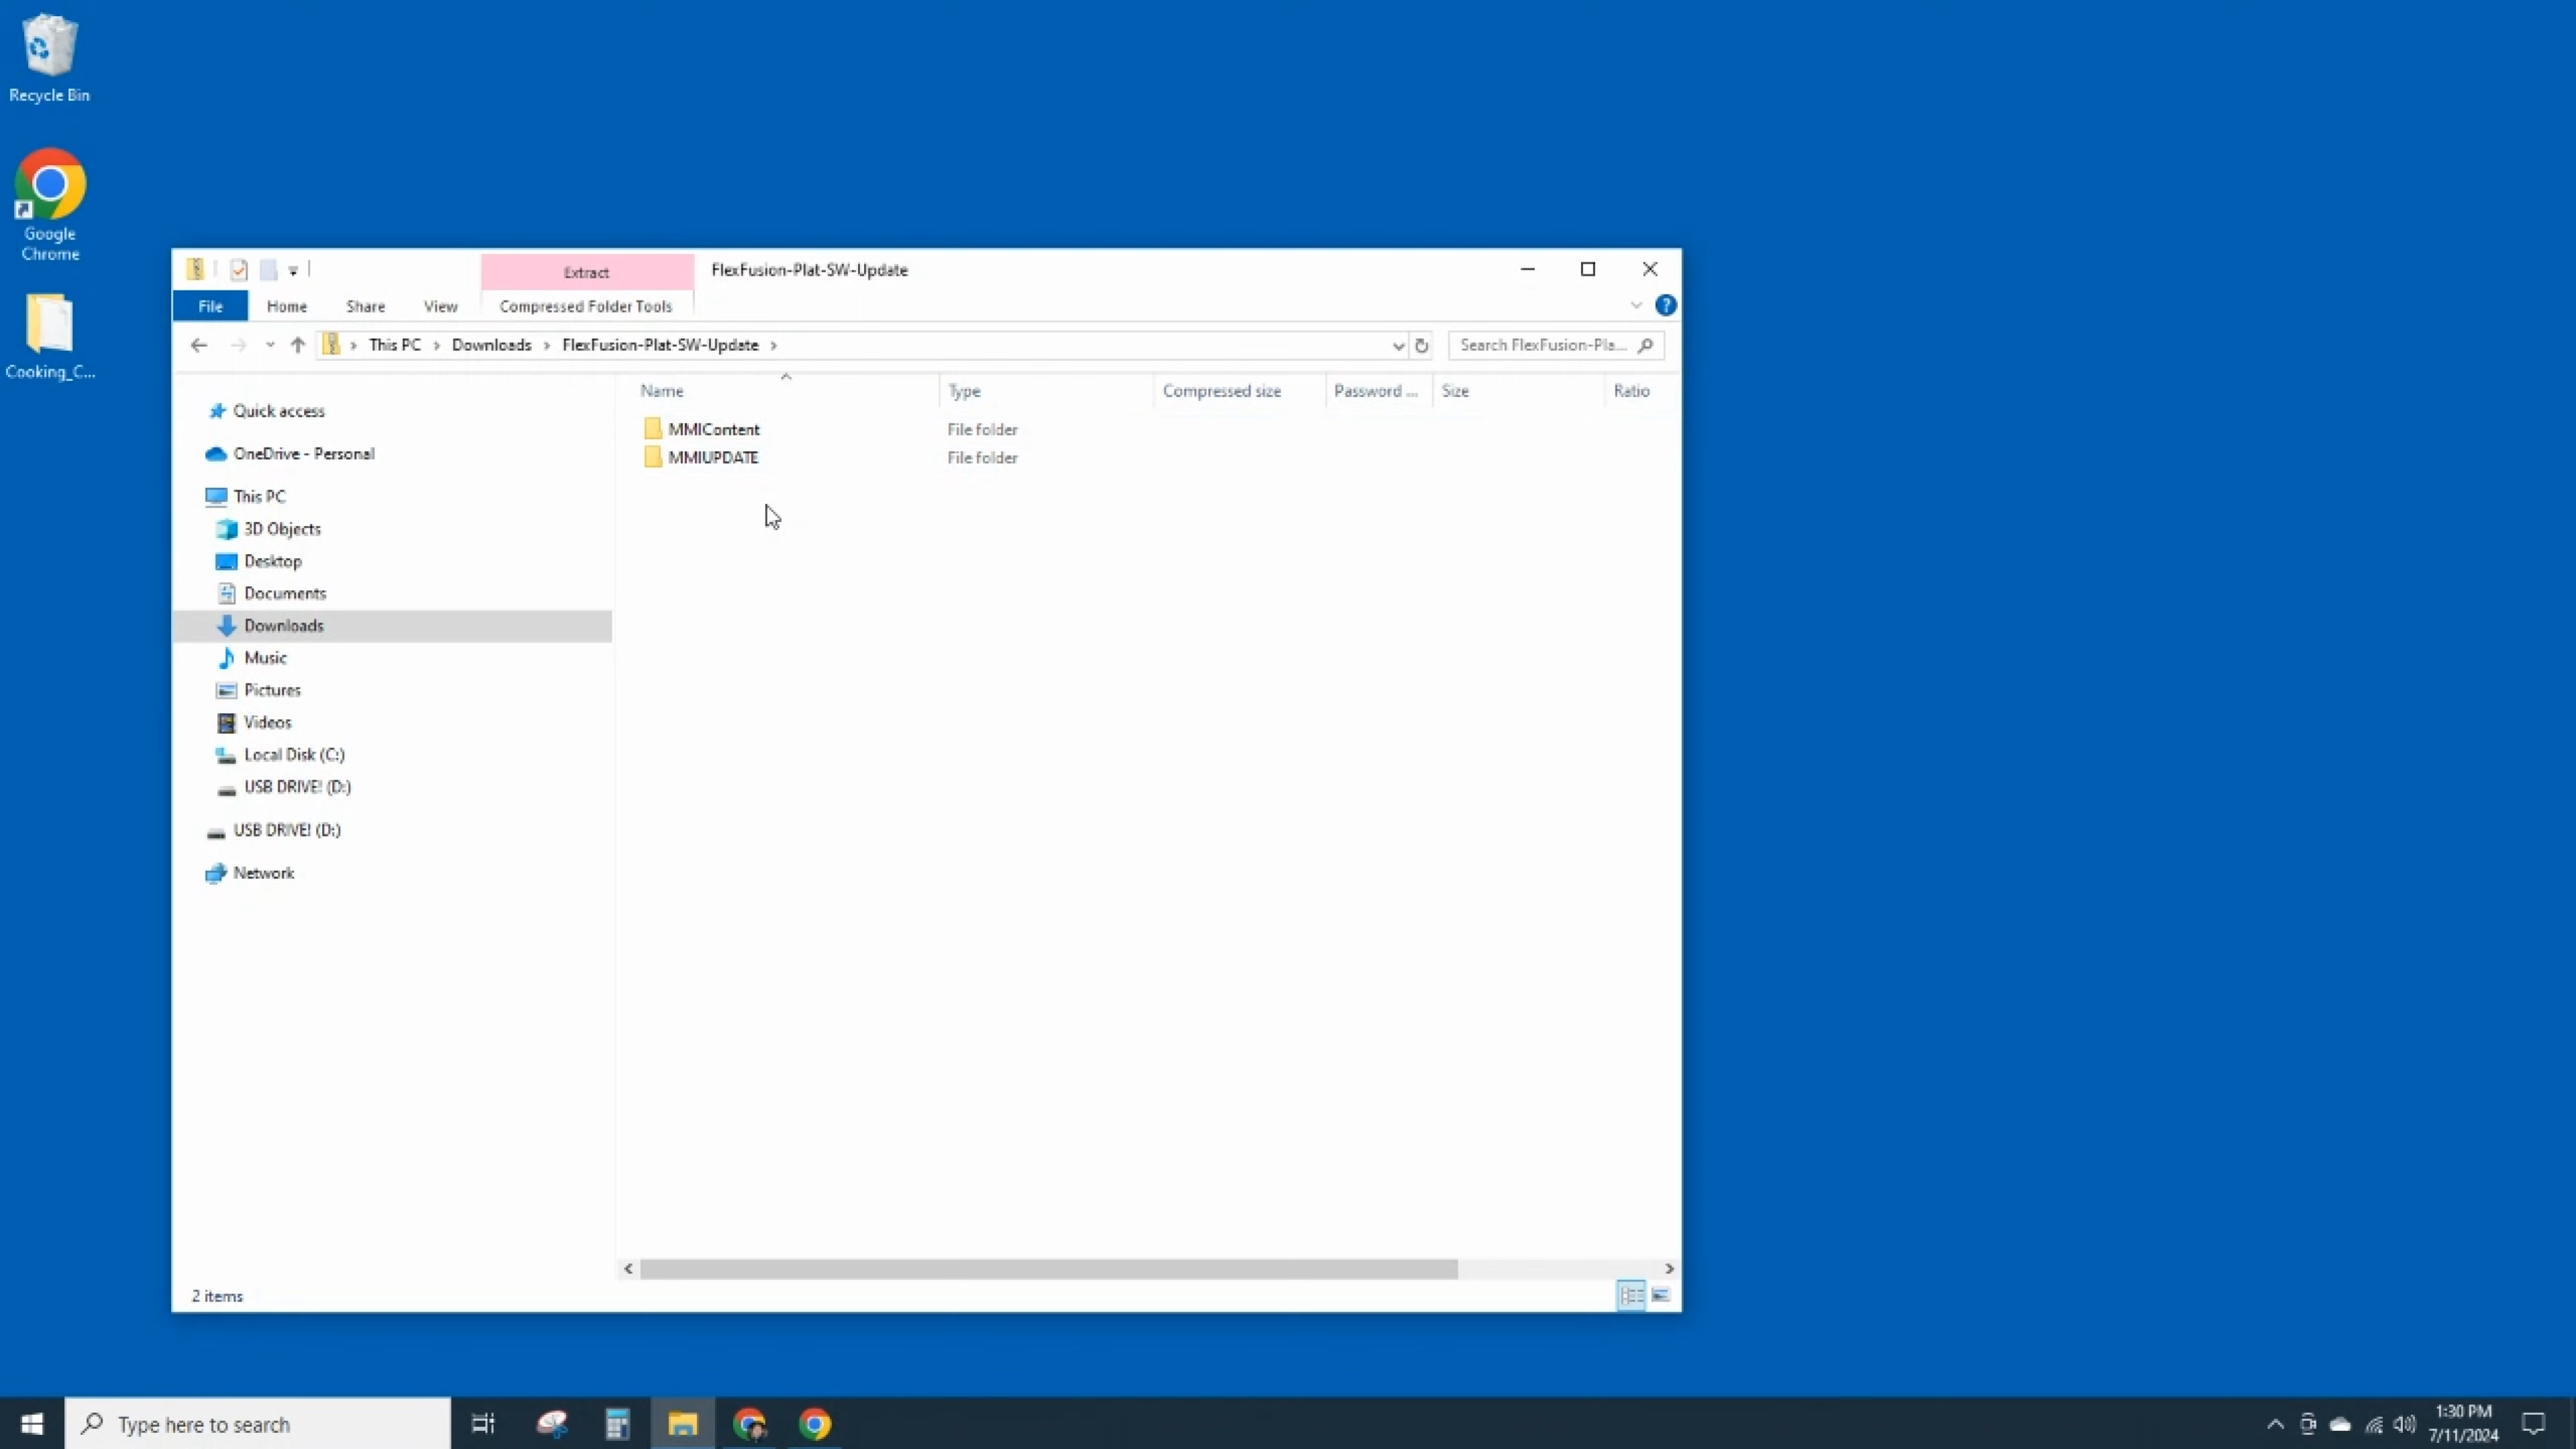 Recycle Bin
Google
Chrome
Cooking_C...
Extract
FlexFusion-Plat-SW-Update
File
Home
Share
View
Compressed Folder Tools
This PC
Downloads
FlexFusion-Plat-SW-Update
Search FlexFusion-Pla...
Name
Type
Compressed size
Password ...
Size
Ratio
MMIContent
File folder
MMIUPDATE
File folder
Quick access
OneDrive - Personal
This PC
3D Objects
Desktop
Documents
Downloads
Music
Pictures
Videos
Local Disk (C:)
USB DRIVE! (D:)
USB DRIVE! (D:)
Network
2 items
Type here to search
1:30 PM
7/11/2024